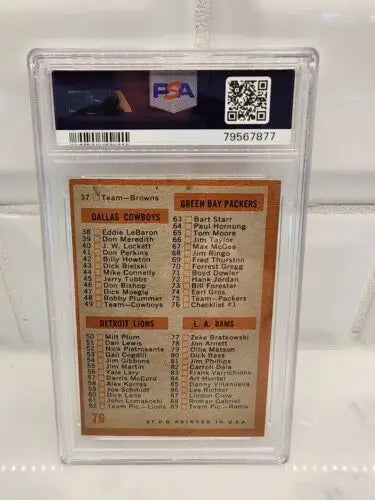 PSA
79567877
37 Team—Browns
DALLAS COWBOYS
38 Eddie LeBaron
39 Don Meredith
40 J. W. Lockett
41 Don Perkins
42 Billy Howton
43 Dick Bielski
44 Mike Connelly
45 Jerry Tubbs
46 Don Bishop
47 Dick Moegle
48 Bobby Plummer
49 Team—Cowboys
GREEN BAY PACKERS
63 Bart Starr
64 Paul Hornung
65 Tom Moore
66 Jim Taylor
67 Max McGee
68 Jim Ringo
69 Fred Thurston
70 Forrest Gregg
71 Boyd Dowler
72 Hank Jordan
73 Bill Forester
74 Earl Gros
75 Team—Packers
76 Checklist #1
DETROIT LIONS
50 Milt Plum
51 Dan Lewis
52 Nick Pietrosante
53 Gail Cogdill
54 Jim Gibbons
55 Jim Martin
56 Yale Lary
57 Darris McCord
58 Alex Karras
59 Joe Schmidt
60 Dick Lane
61 John Lomakoski
62 Team Pic.—Lions
L. A. RAMS
77 Zeke Bratkowski
78 Jon Arnett
79 Ollie Matson
80 Dick Bass
81 Jim Phillips
82 Carroll Dale
83 Frank Varrichione
84 Art Hunter
85 Danny Villanueva
86 Les Richter
87 Lindon Crow
88 Roman Gabriel
89 Team Pic.—Rams
76
©T.C.G. PRINTED IN U.S.A.